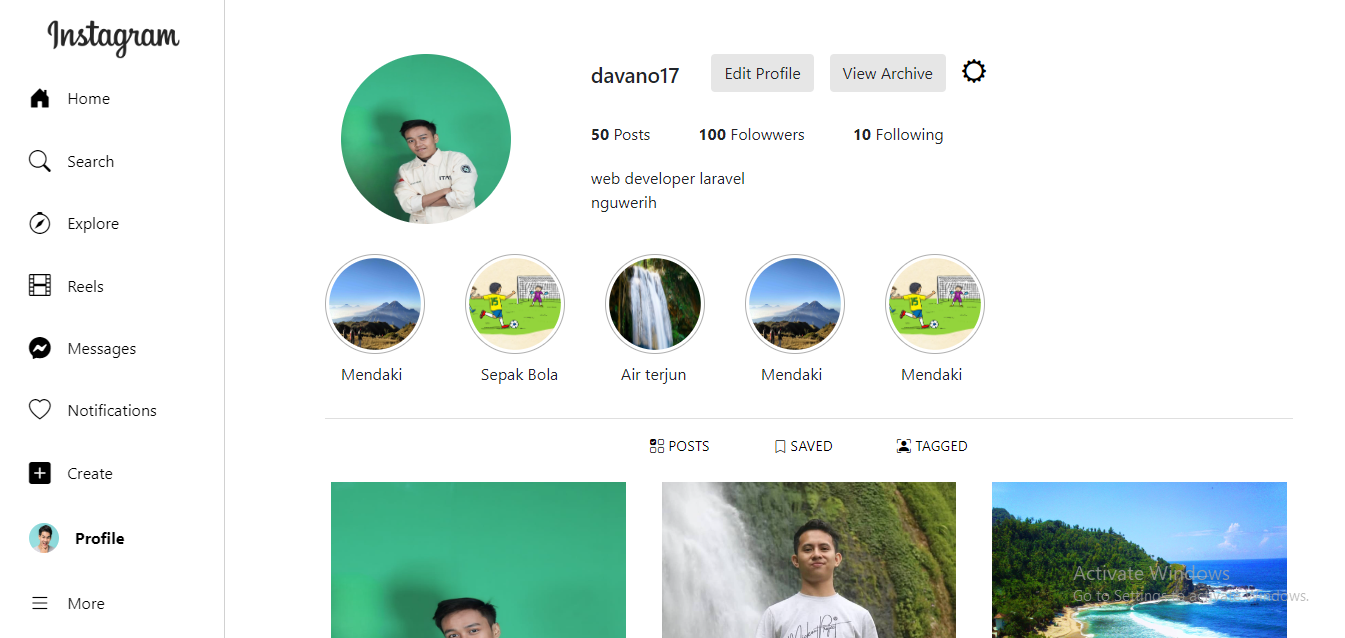 Instagram
Home
Search
Explore
Reels
Messages
Notifications
Create
Profile
More
davano17 Edit Profile View Archive
50 Posts 100 Folowwers 10 Following
web developer laravel
nguwerih
Mendaki Sepak Bola Air terjun Mendaki Mendaki
POSTS SAVED TAGGED
Activate Windows
Go to Settings to activate Windows.